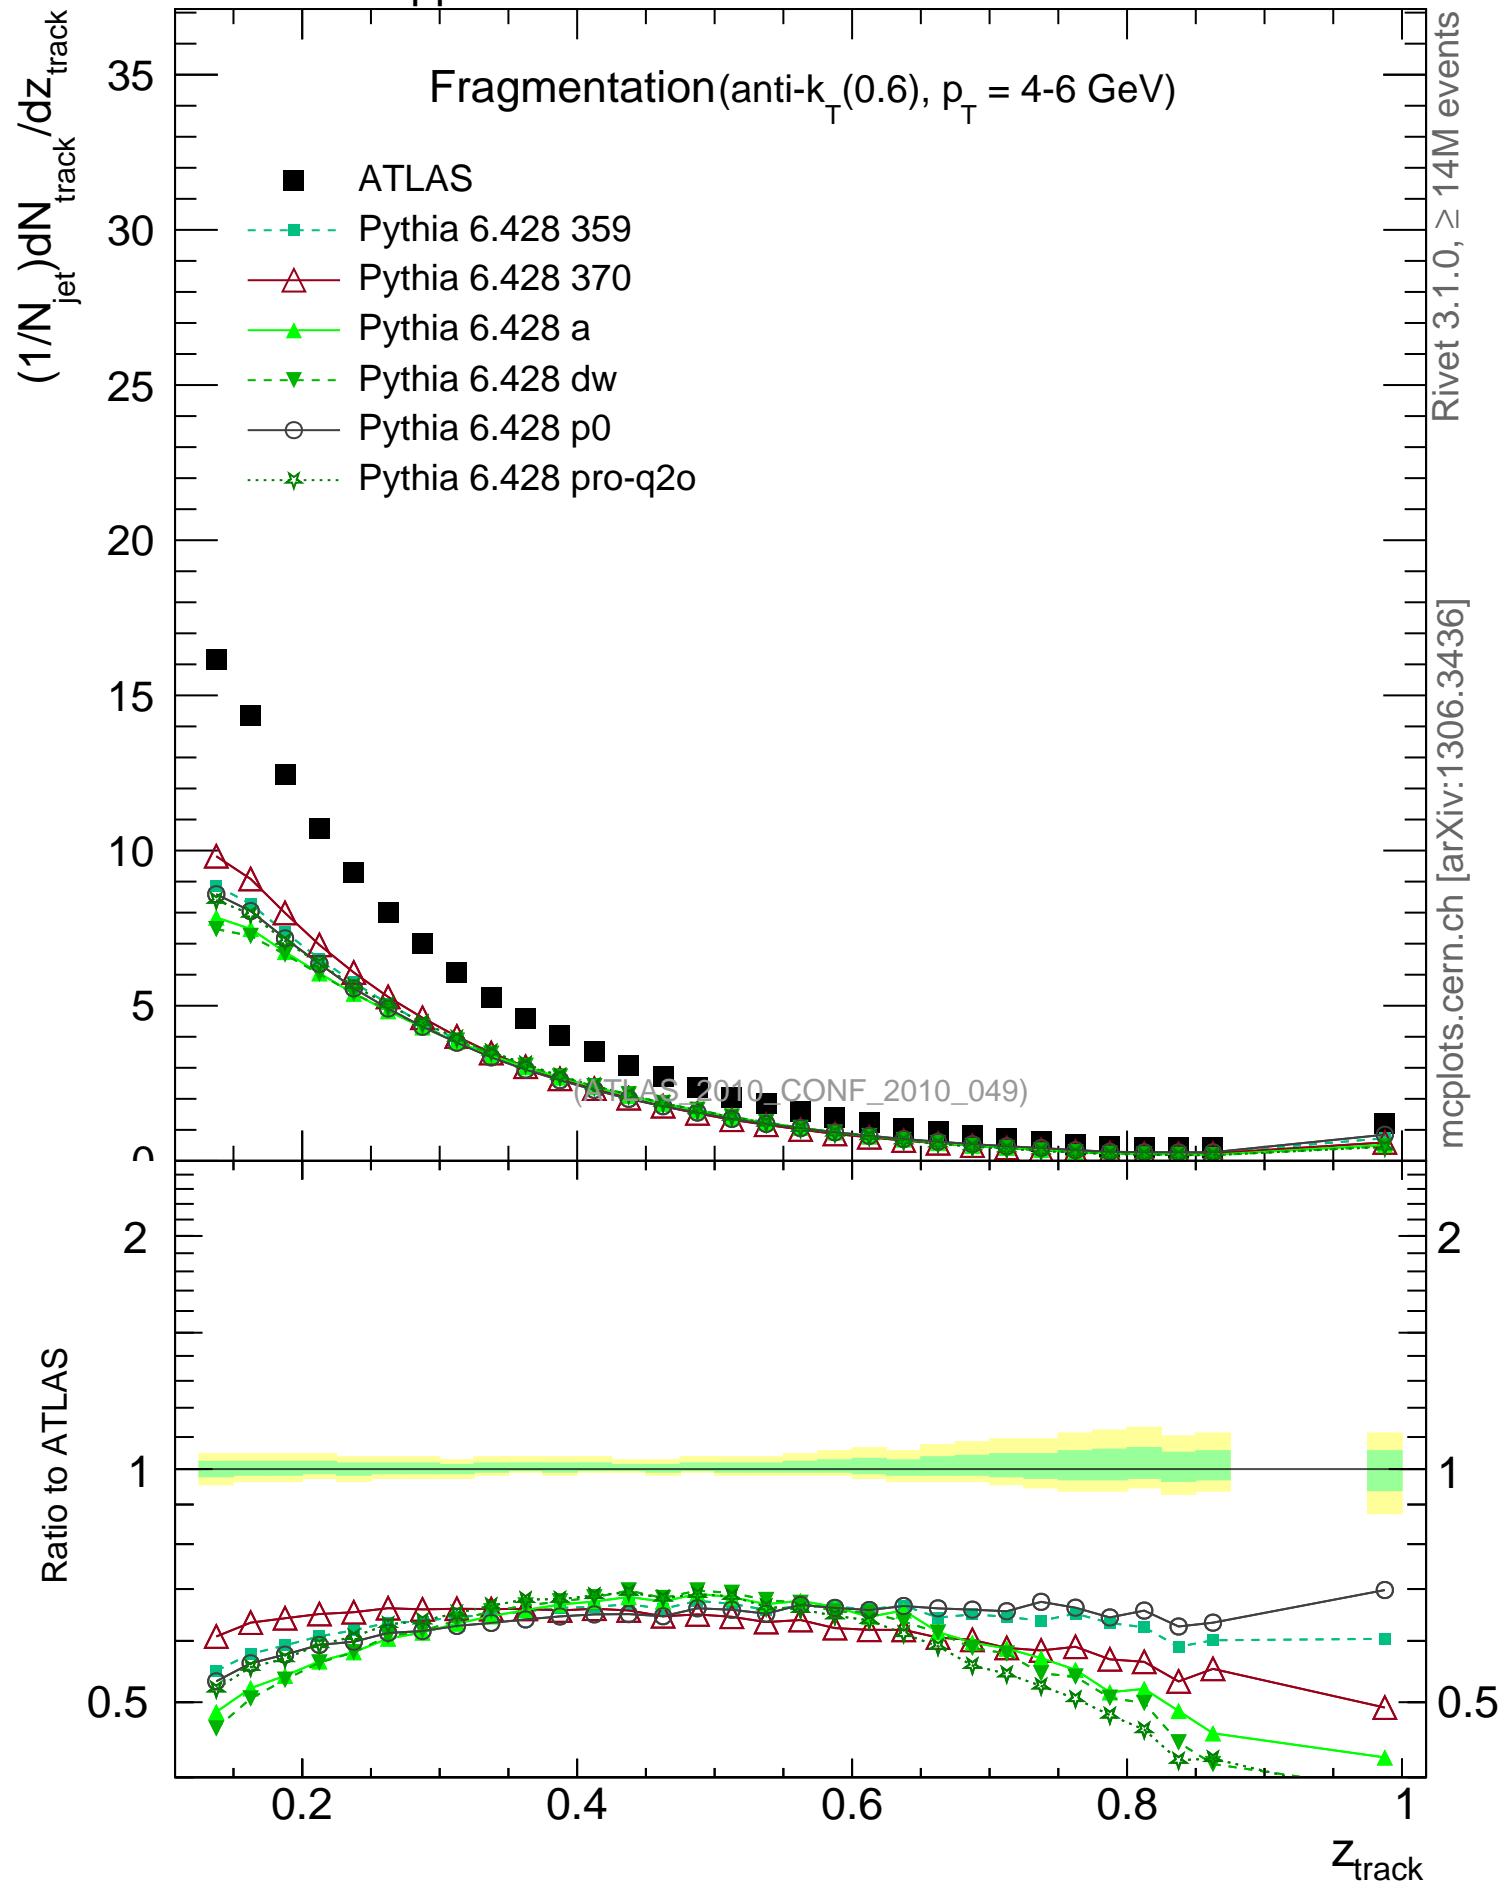 Fragmentation (anti-k_T(0.6), p_T = 4-6 GeV)
(1/N_jet)dN_track/dz_track
35
30
25
20
15
10
5
0
ATLAS
Pythia 6.428 359
Pythia 6.428 370
Pythia 6.428 a
Pythia 6.428 dw
Pythia 6.428 p0
Pythia 6.428 pro-q2o
(ATLAS_2010_CONF_2010_049)
Rivet 3.1.0, ≥ 14M events
mcplots.cern.ch [arXiv:1306.3436]
Ratio to ATLAS
2
1
0.5
2
1
0.5
0.2 0.4 0.6 0.8 1
z_track